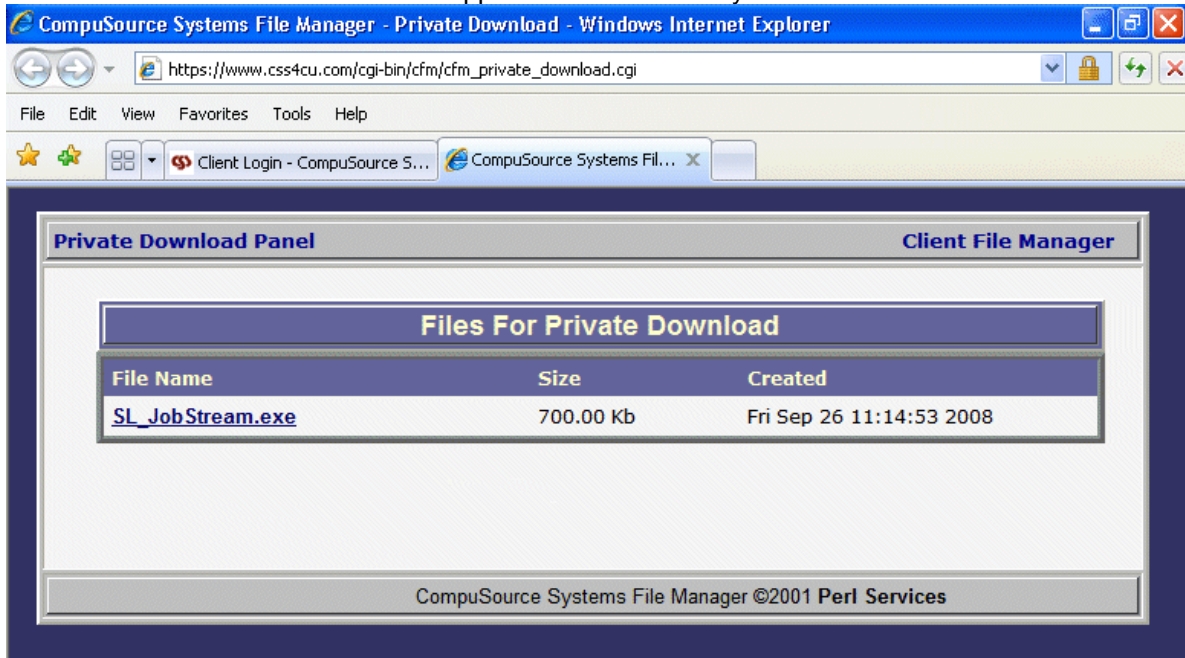 CompuSource Systems File Manager - Private Download - Windows Internet Explorer
https://www.css4cu.com/cgi-bin/cfm/cfm_private_download.cgi
File Edit View Favorites Tools Help
Client Login - CompuSource S... CompuSource Systems Fil...
Private Download Panel Client File Manager
Files For Private Download
File Name Size Created
SL_JobStream.exe 700.00 Kb Fri Sep 26 11:14:53 2008
CompuSource Systems File Manager ©2001 Perl Services